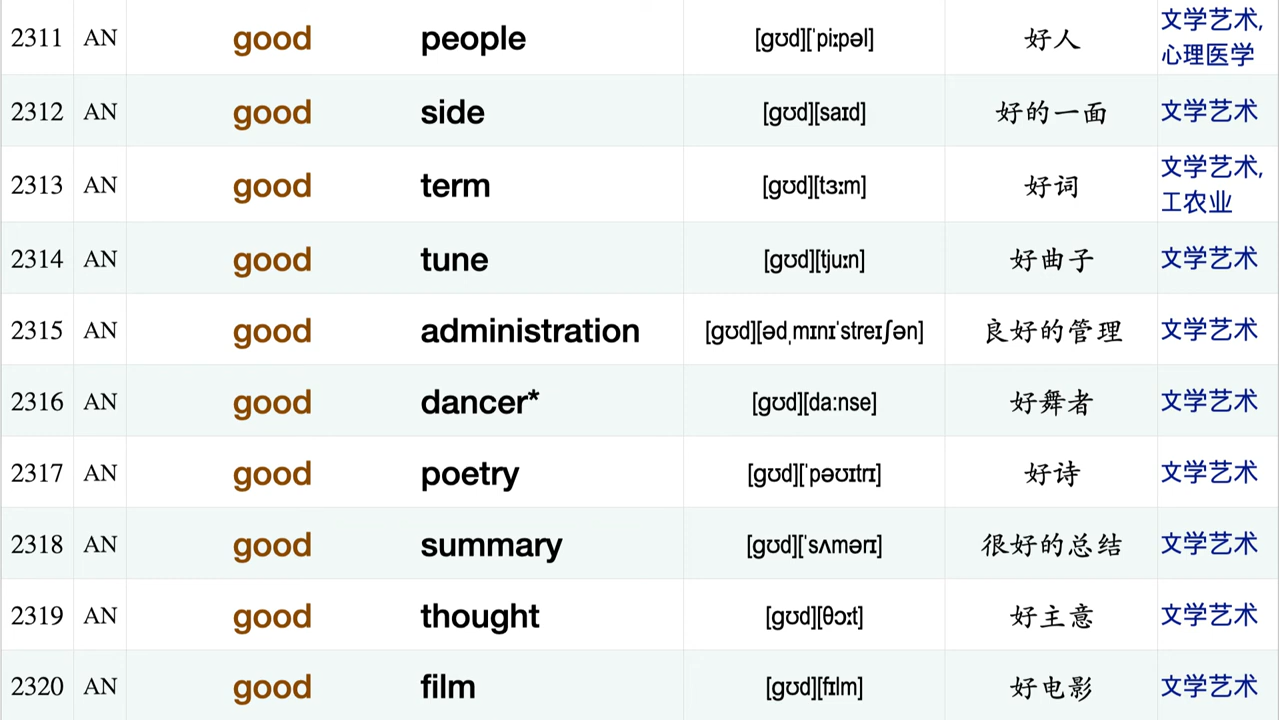 2311 AN good people [gʊd][ˈpiːpəl] 好人 文学艺术, 心理医学
2312 AN good side [gʊd][saɪd] 好的一面 文学艺术
2313 AN good term [gʊd][tɜːm] 好词 文学艺术, 工农业
2314 AN good tune [gʊd][tjuːn] 好曲子 文学艺术
2315 AN good administration [gʊd][ədˌmɪnɪˈstreɪʃən] 良好的管理 文学艺术
2316 AN good dancer* [gʊd][da:nse] 好舞者 文学艺术
2317 AN good poetry [gʊd][ˈpəʊɪtrɪ] 好诗 文学艺术
2318 AN good summary [gʊd][ˈsʌmərɪ] 很好的总结 文学艺术
2319 AN good thought [gʊd][θɔːt] 好主意 文学艺术
2320 AN good film [gʊd][fɪlm] 好电影 文学艺术